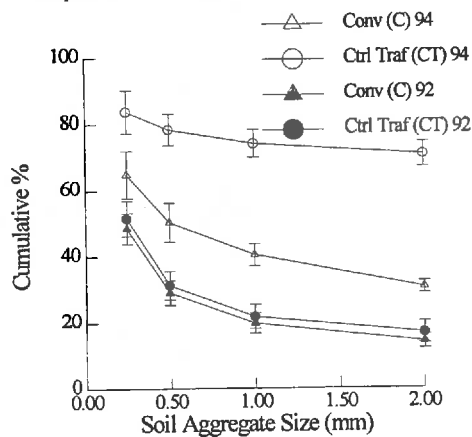 Conv (C) 94
Ctrl Traf (CT) 94
Conv (C) 92
Ctrl Traf (CT) 92
100
80
60
40
20
0
Cumulative %
0.00 0.50 1.00 1.50 2.00
Soil Aggregate Size (mm)